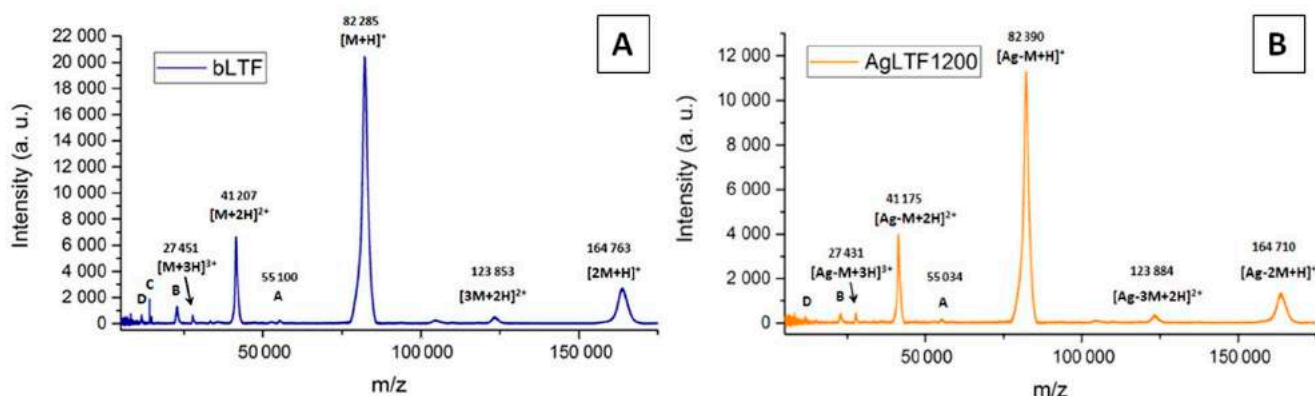 82 285
[M+H]⁺
A
22 000
20 000
18 000
16 000
14 000
12 000
10 000
8 000
6 000
4 000
2 000
0
Intensity (a. u.)
bLTF
41 207
[M+2H]²⁺
27 451
[M+3H]³⁺
C
D
B
55 100
A
123 853
[3M+2H]²⁺
164 763
[2M+H]⁺
50 000
100 000
150 000
m/z
82 390
[Ag-M+H]⁺
B
12 000
10 000
8 000
6 000
4 000
2 000
0
Intensity (a. u.)
AgLTF1200
41 175
[Ag-M+2H]²⁺
27 431
[Ag-M+3H]³⁺
D
B
55 034
A
123 884
[Ag-3M+2H]²⁺
164 710
[Ag-2M+H]⁺
50 000
100 000
150 000
m/z